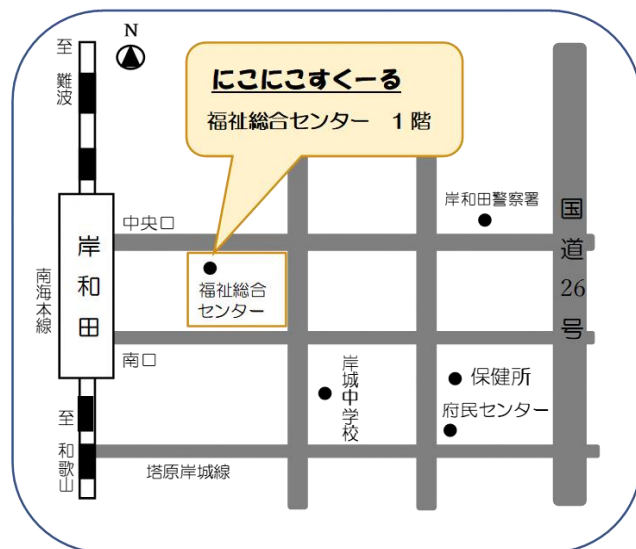 N
至
難波
にこにこすくーる
福祉総合センター 1階
岸和田警察署
中央口
国道26号
岸和田
南海本線
福祉総合
センター
南口
岸城中学校
保健所
府民センター
至
和歌山
塔原岸城線